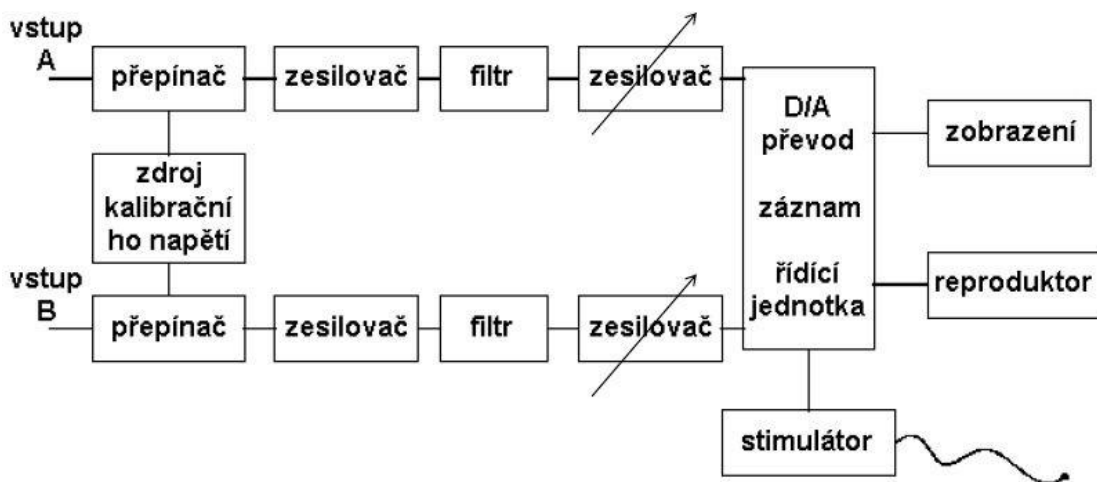 vstup
A
přepínač
zesilovač
filtr
zesilovač
D/A
převod
záznam
řídící
jednotka
zobrazení
reproduktor
zdroj
kalibrační
ho napětí
vstup
B
přepínač
zesilovač
filtr
zesilovač
stimulátor